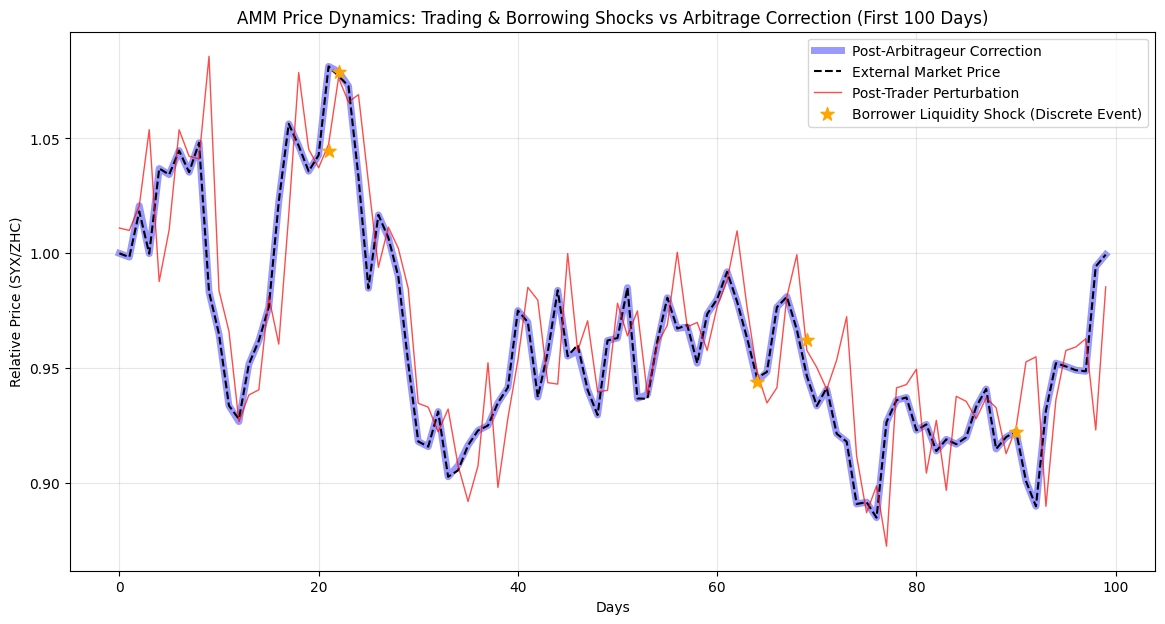 AMM Price Dynamics: Trading & Borrowing Shocks vs Arbitrage Correction (First 100 Days)
Post-Arbitrageur Correction
External Market Price
Post-Trader Perturbation
Borrower Liquidity Shock (Discrete Event)
Relative Price (SYX/ZHC)
1.05
1.00
0.95
0.90
0
20
40
60
80
100
Days